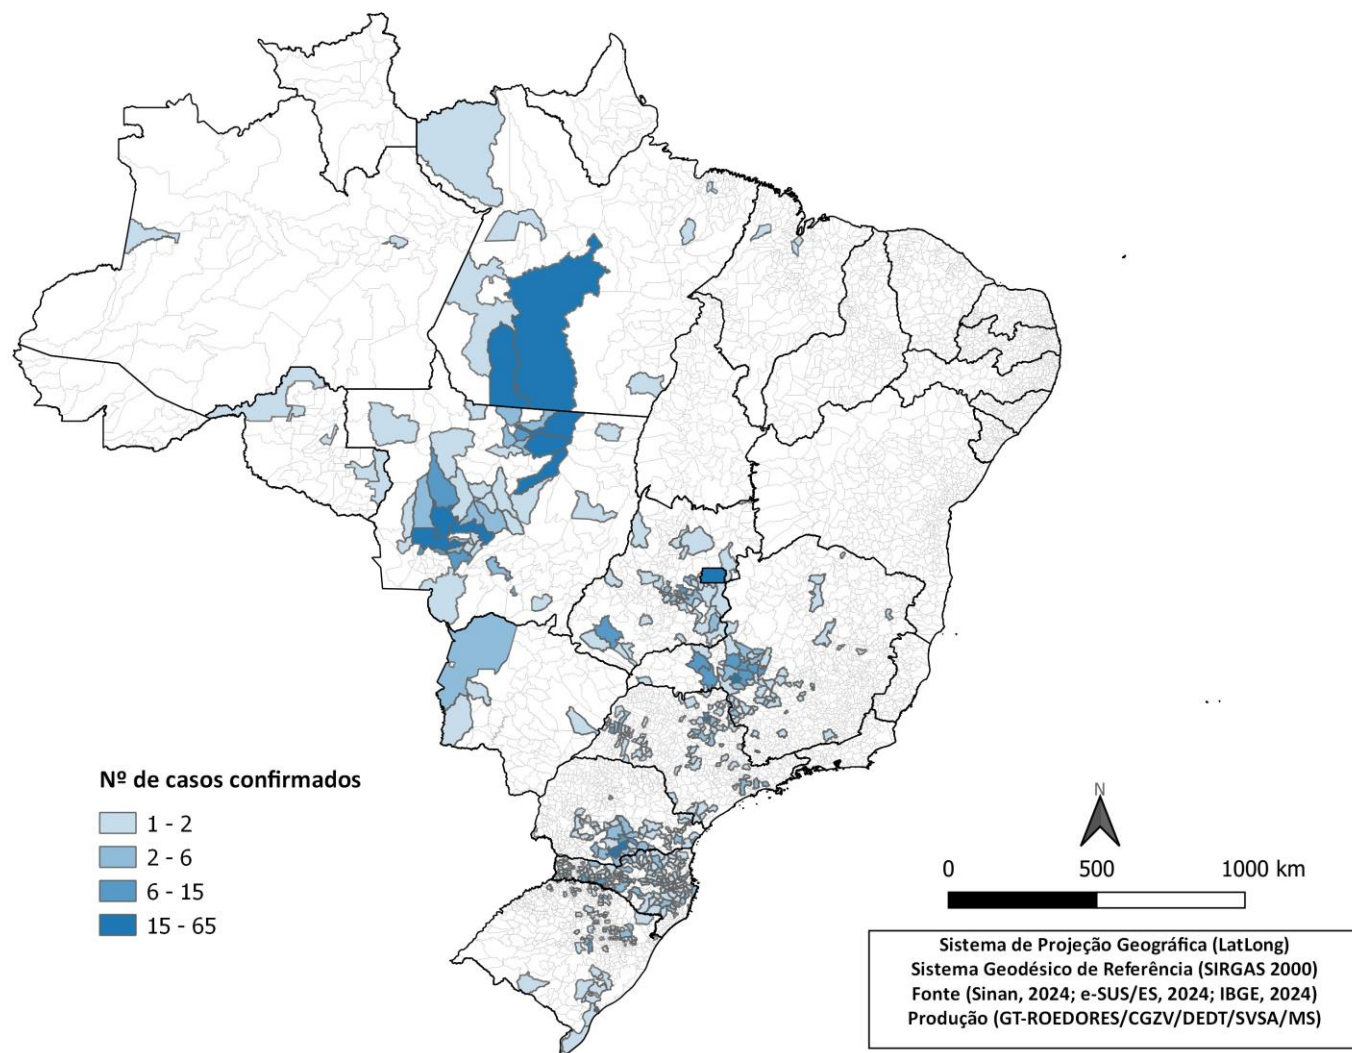 Nº de casos confirmados
1 - 2
2 - 6
6 - 15
15 - 65
N
0 500 1000 km
Sistema de Projeção Geográfica (LatLong)
Sistema Geodésico de Referência (SIRGAS 2000)
Fonte (Sinan, 2024; e-SUS/ES, 2024; IBGE, 2024)
Produção (GT-ROEDORES/CGZV/DEDT/SVSA/MS)